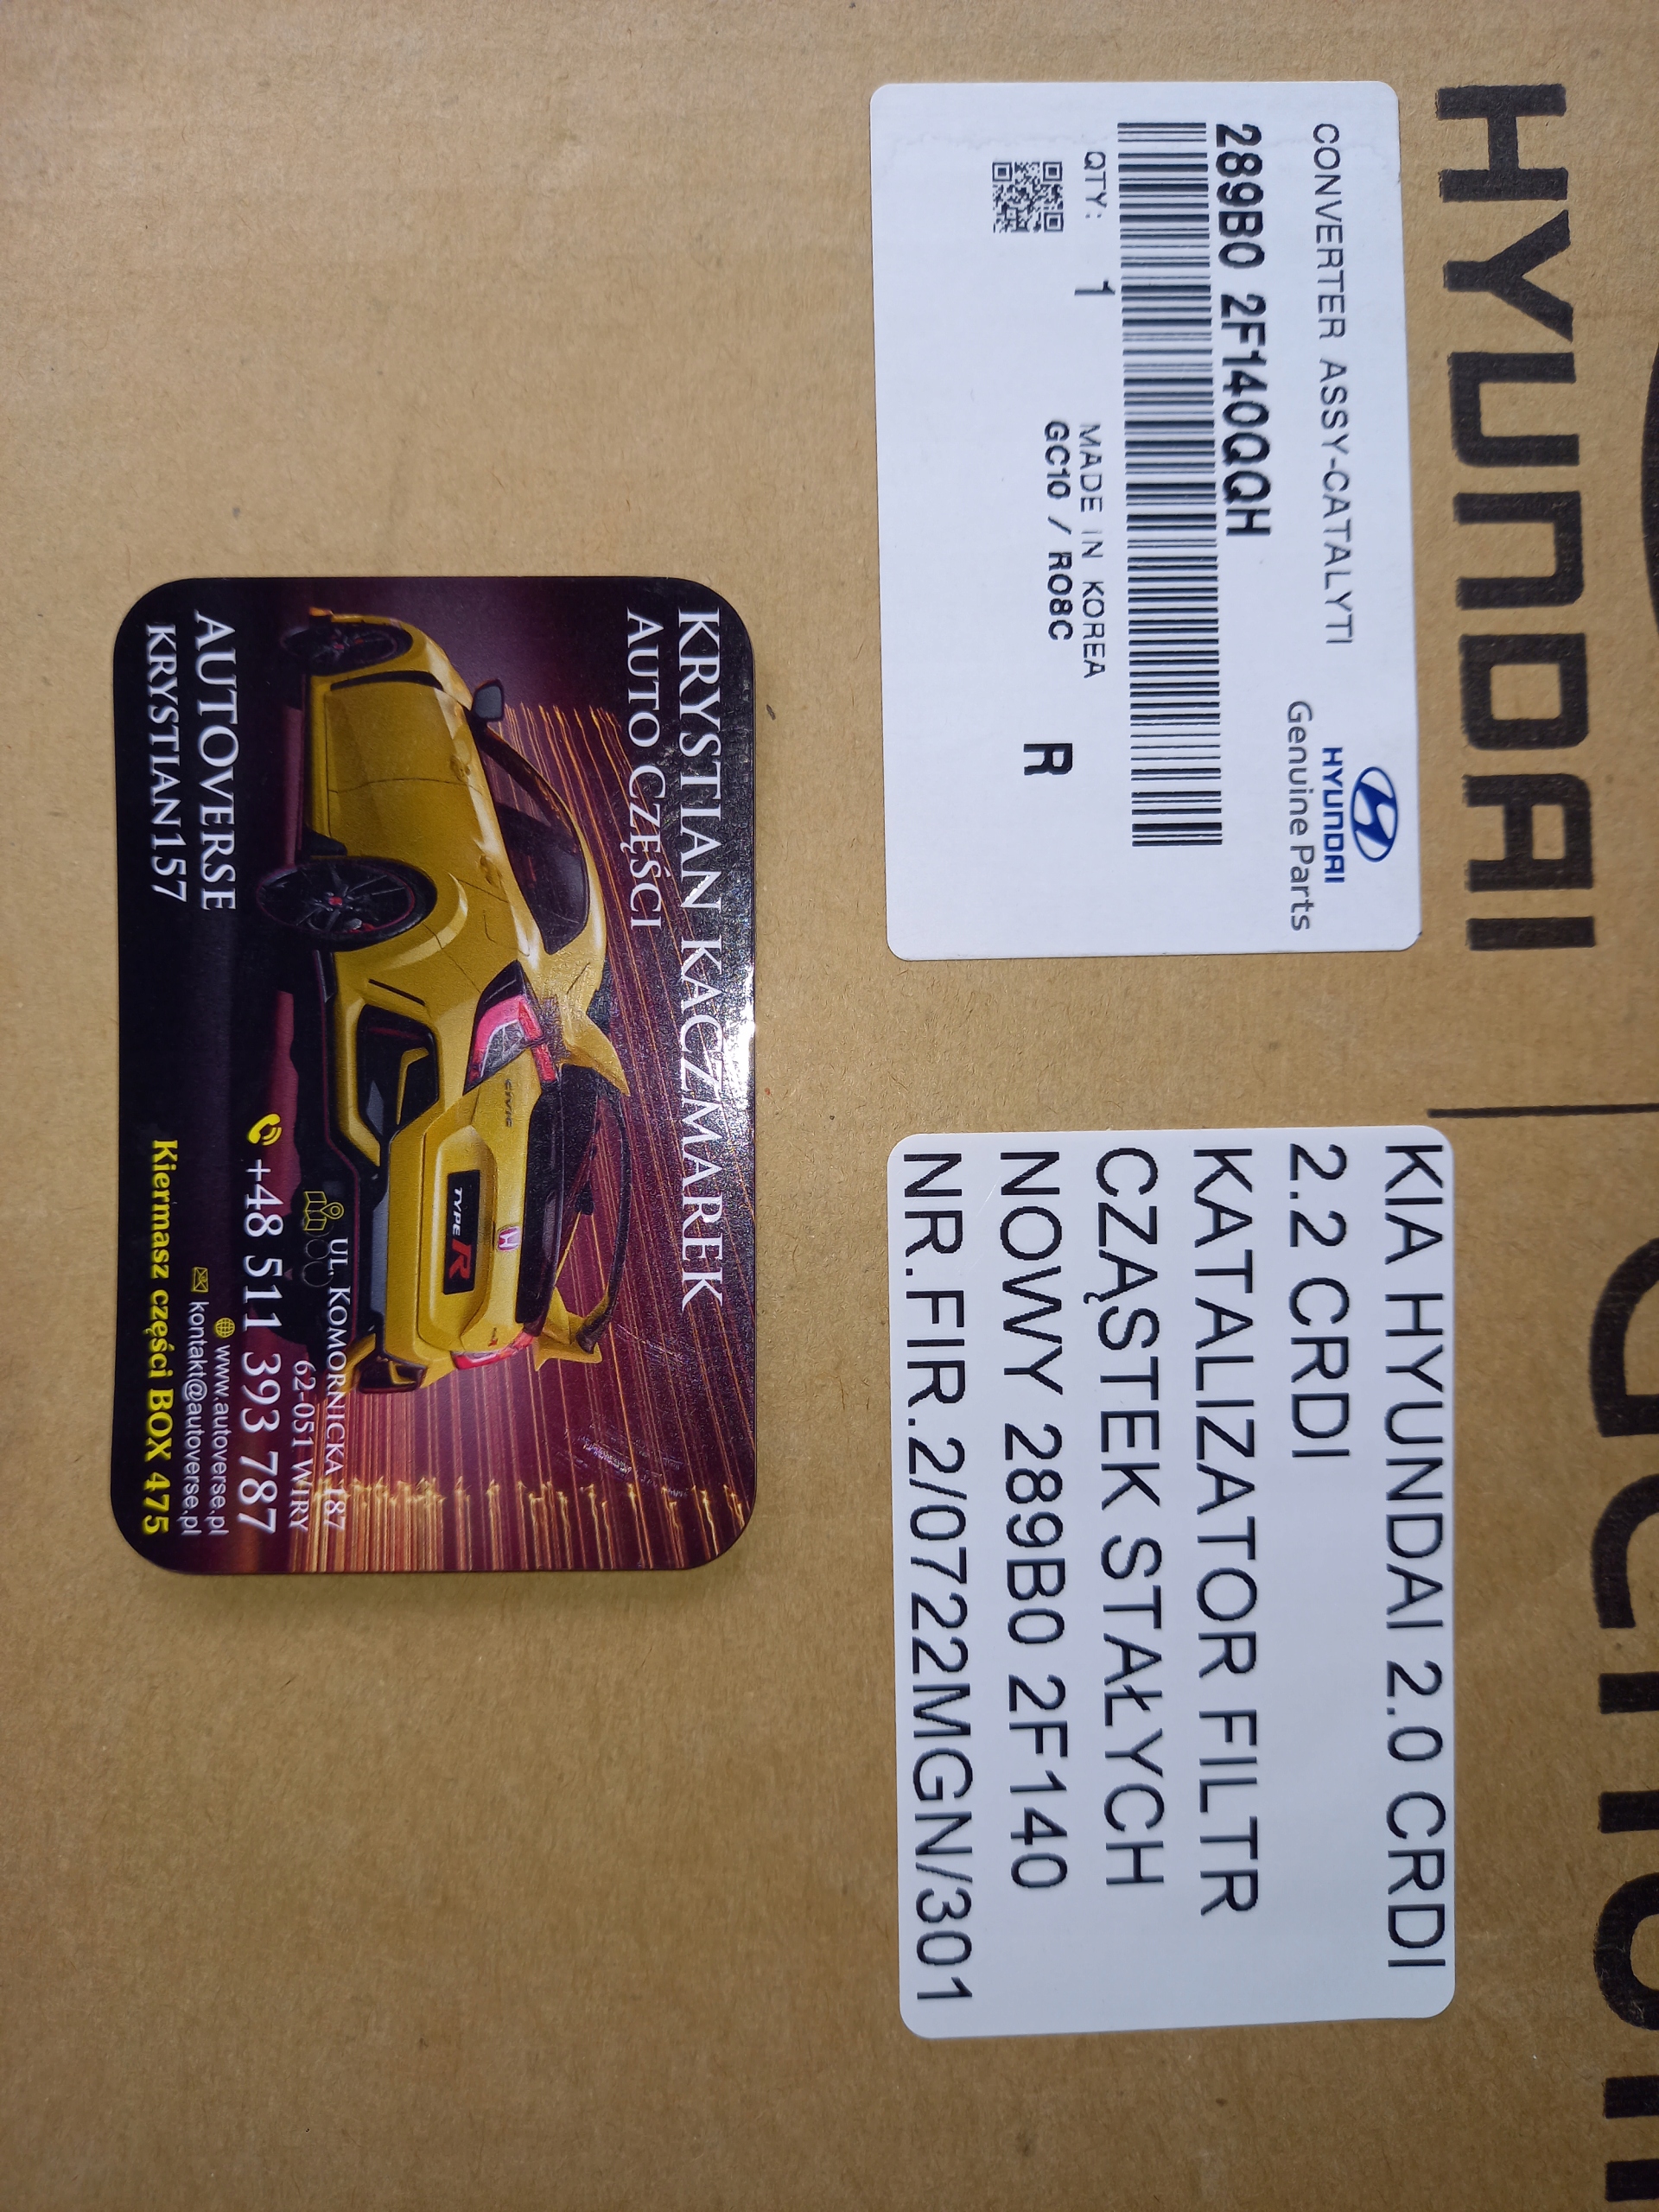 HYUNDAI
CONVERTER ASSY-CATALYTI
HYUNDAI
Genuine Parts
289B0 2F140QQH
QTY: 1
MADE IN KOREA
GC10 / RO8C
R
KIA HYUNDAI 2.0 CRDI
2.2 CRDI
KATALIZATOR FILTR
CZĄSTEK STAŁYCH
NOWY 289B0 2F140
NR.FIR.2/0722MGN/301
KRYSTIAN KACZMAREK
AUTO CZĘŚCI
CIVIC
TYPE R
AUTOVERSE
KRYSTIAN157
UL. KOMORNICKA 187
62-051 WIRY
+48 511 393 787
www.autoverse.pl
kontakt@autoverse.pl
Kiermasz części BOX 475